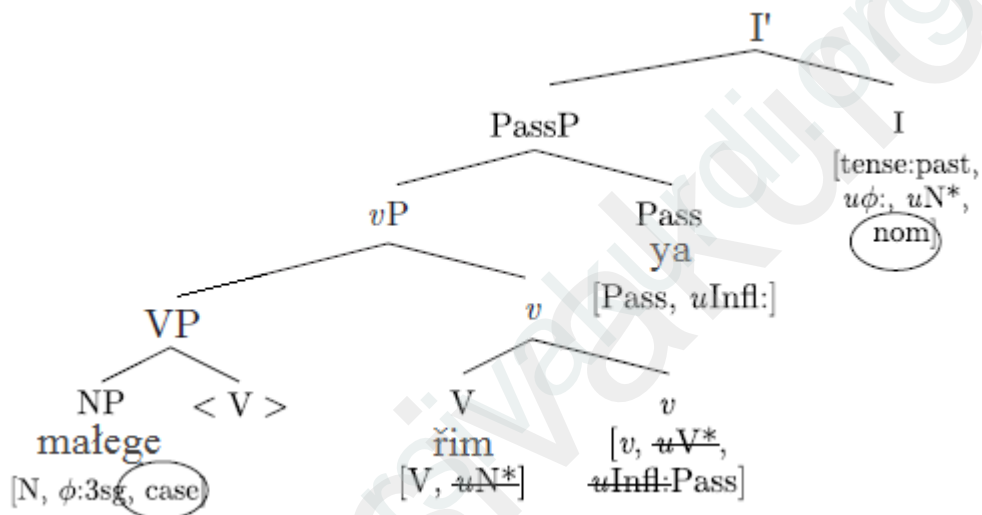 I'
PassP I
[tense:past,
uϕ:, uN*,
nom]
vP Pass
ya
[Pass, uInfl:]
VP v
NP < V > V v
małege řim [v, uV*,
[N, ϕ:3sg, case] [V, uN*] uInfl:Pass]